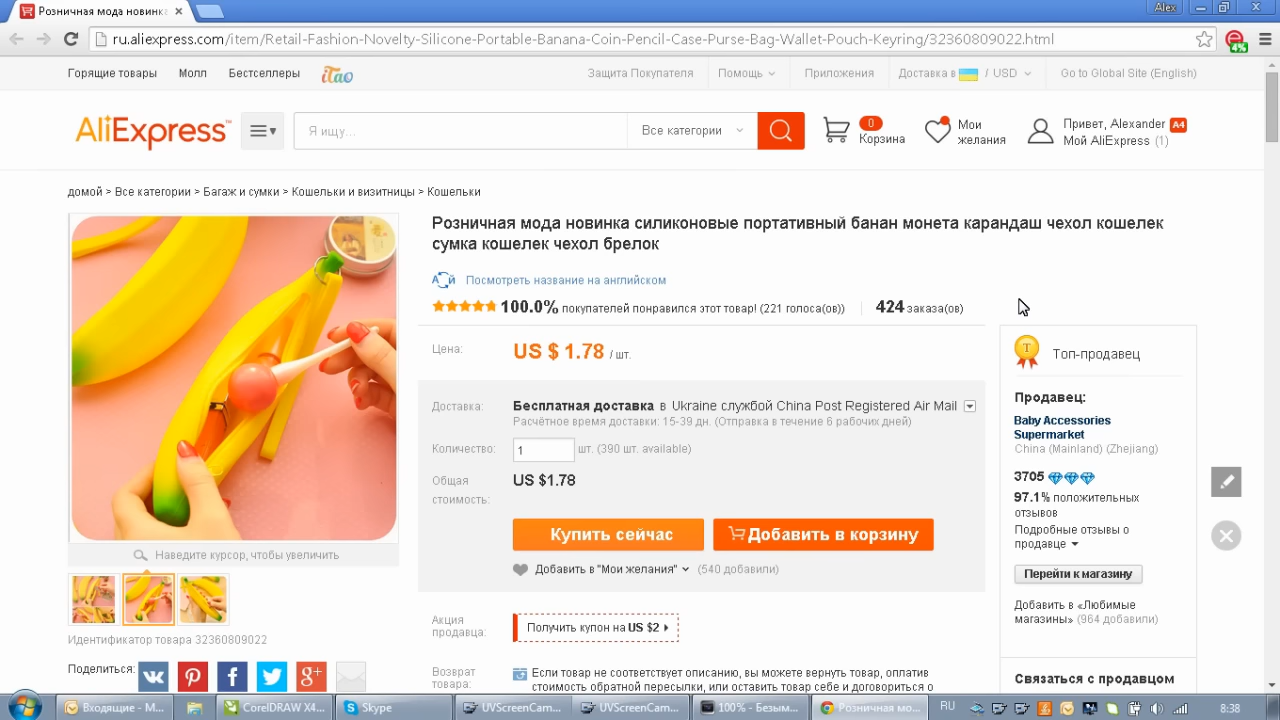 Розничная мода новинк
Alex
ru.aliexpress.com/item/Retail-Fashion-Novelty-Silicone-Portable-Banana-Coin-Pencil-Case-Purse-Bag-Wallet-Pouch-Keyring/32360809022.html
4%
Горящие товары Молл Бестселлеры iTao Защита Покупателя Помощь Приложения Доставка в / USD Go to Global Site (English)
AliExpress™ Я ищу... Все категории 0 Корзина Мои желания Привет, Alexander A4
Мой AliExpress (1)
домой > Все категории > Багаж и сумки > Кошельки и визитницы > Кошельки
Розничная мода новинка силиконовые портативный банан монета карандаш чехол кошелек
сумка кошелек чехол брелок
Посмотреть название на английском
100.0% покупателей понравился этот товар! (221 голоса(ов)) 424 заказа(ов)
Цена: US $ 1.78 / шт.
Доставка: Бесплатная доставка в Ukraine службой China Post Registered Air Mail
Расчётное время доставки: 15-39 дн. (Отправка в течение 6 рабочих дней)
Количество: 1 шт. (390 шт. available)
Общая
стоимость: US $1.78
Купить сейчас Добавить в корзину
Добавить в "Мои желания" (540 добавили)
Акция
продавца: Получить купон на US $2
Возврат
товара: Если товар не соответствует описанию, вы можете вернуть товар, оплатив
стоимость обратной пересылки, или оставить товар себе и договориться о
Наведите курсор, чтобы увеличить
Идентификатор товара 32360809022
Поделиться:
T Топ-продавец
Продавец:
Baby Accessories
Supermarket
China (Mainland) (Zhejiang)
3705
97.1% положительных
отзывов
Подробные отзывы о
продавце
Перейти к магазину
Добавить в «Любимые
магазины» (964 добавили)
Связаться с продавцом
Входящие - M... CorelDRAW X4... Skype UVScreenCam... UVScreenCam... 100% - Безым... Розничная мо... RU 8:38